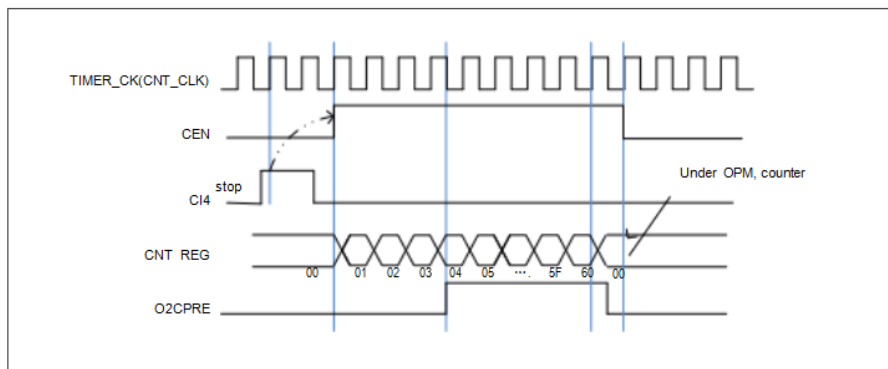 TIMER_CK(CNT_CLK)
CEN
stop
Under OPM, counter
CI4
CNT REG
00 01 02 03 04 05 ···. 5F 60 00
O2CPRE